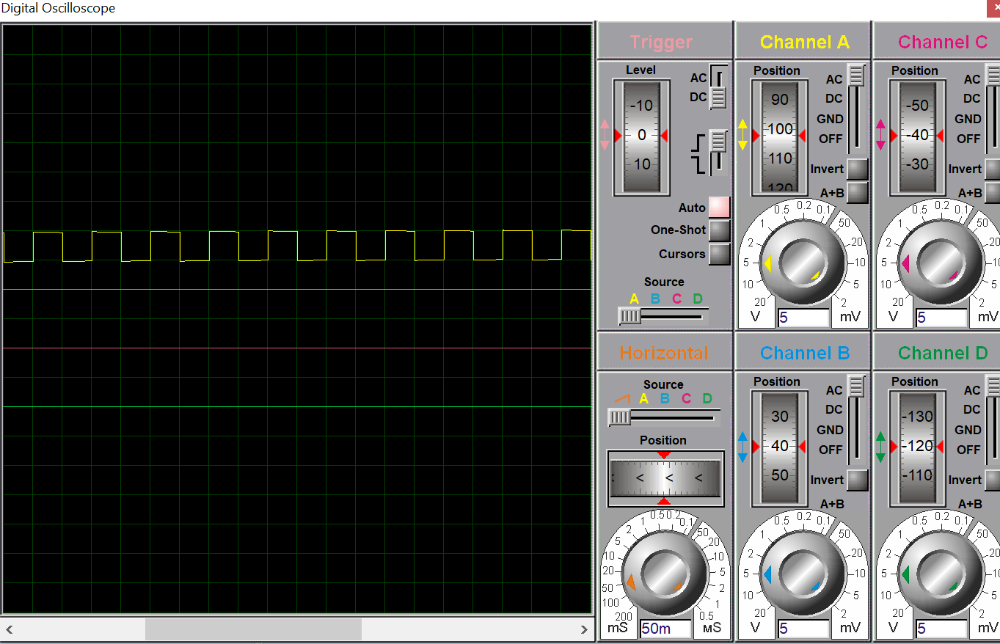 Digital Oscilloscope
Trigger
Level
AC
DC
-10
0
10
Auto
One-Shot
Cursors
Source
A B C D
Channel A
Position
AC
DC
GND
OFF
90
100
110
120
Invert
A+B
0.5 0.2 0.1
1 50
2 20
5 10
10 5
20 2
V 5 mV
Channel C
Position
AC
DC
GND
OFF
-50
-40
-30
Invert
A+B
0.5 0.2 0.1
1 50
2 20
5 10
10 5
20 2
V 5 mV
Horizontal
Source
A B C D
Position
< < <
0.5 0.2 0.1
1 50
2 20
5 10
10 5
20 2
50 1
100 0.5
200
mS 50m мS
Channel B
Position
AC
DC
GND
OFF
30
40
50
Invert
A+B
0.5 0.2 0.1
1 50
2 20
5 10
10 5
20 2
V 5 mV
Channel D
Position
AC
DC
GND
OFF
-130
-120
-110
Invert
A+B
0.5 0.2 0.1
1 50
2 20
5 10
10 5
20 2
V 5 mV